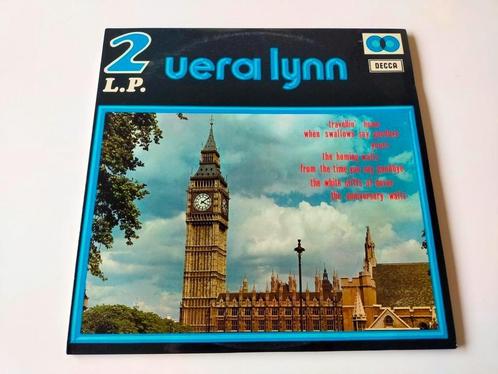 2
L.P.
vera lynn
DECCA
travellin' home
when swallows say goodbye
the homing waltz
from the time you say goodbye
the white cliffs of dover
the anniversary waltz